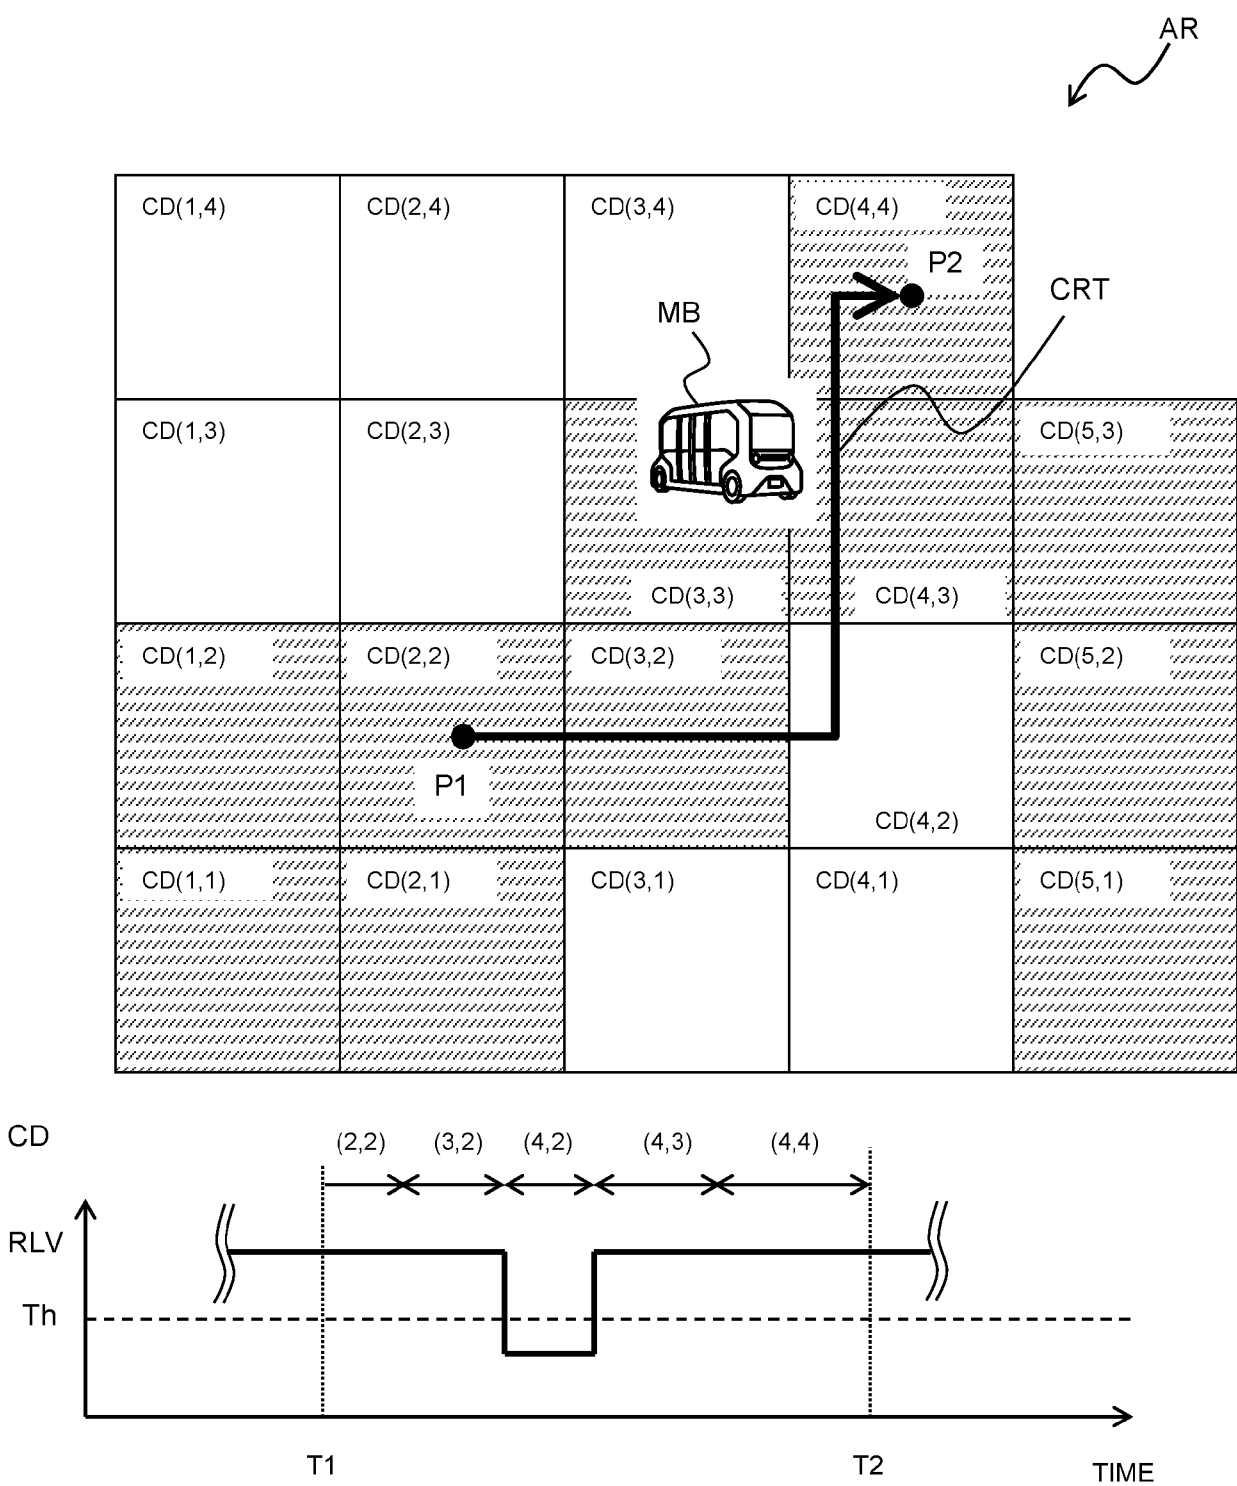 AR
CD(1,4) CD(2,4) CD(3,4) CD(4,4)
P2
CRT
MB
CD(1,3) CD(2,3) CD(5,3)
CD(3,3) CD(4,3)
CD(1,2) CD(2,2) CD(3,2) CD(5,2)
P1
CD(4,2)
CD(1,1) CD(2,1) CD(3,1) CD(4,1) CD(5,1)
CD (2,2) (3,2) (4,2) (4,3) (4,4)
RLV
Th
T1 T2 TIME